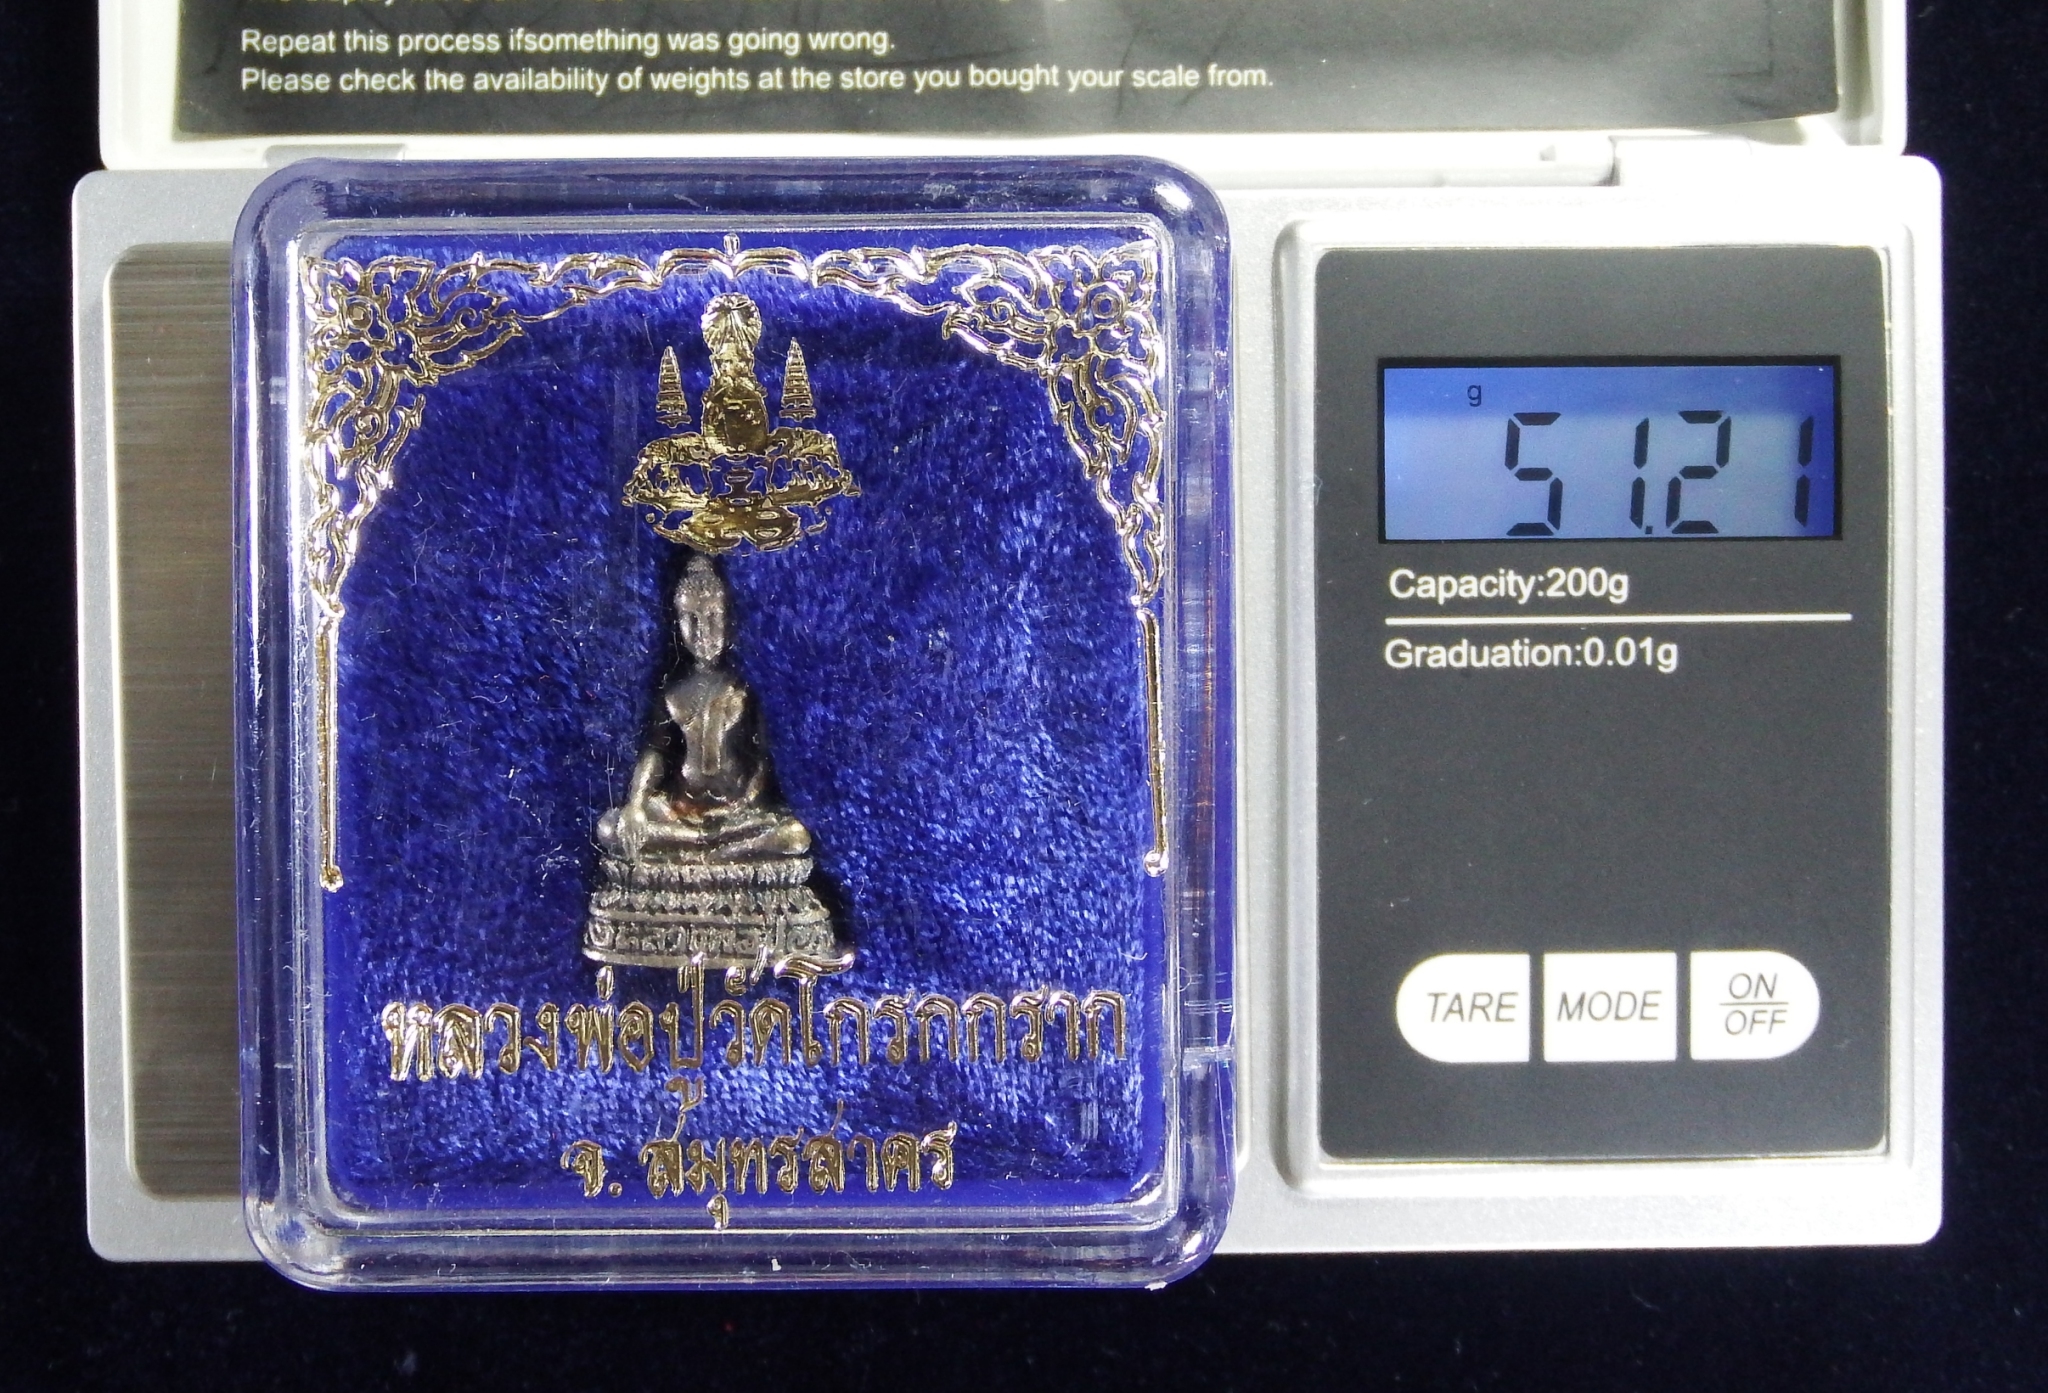 Repeat this process ifsomething was going wrong.
Please check the availability of weights at the store you bought your scale from.
g
51.21
Capacity:200g
Graduation:0.01g
TARE
MODE
ON
OFF
หลวงพ่อปู่วัดโกรกกราก
จ. สมุทรสาคร